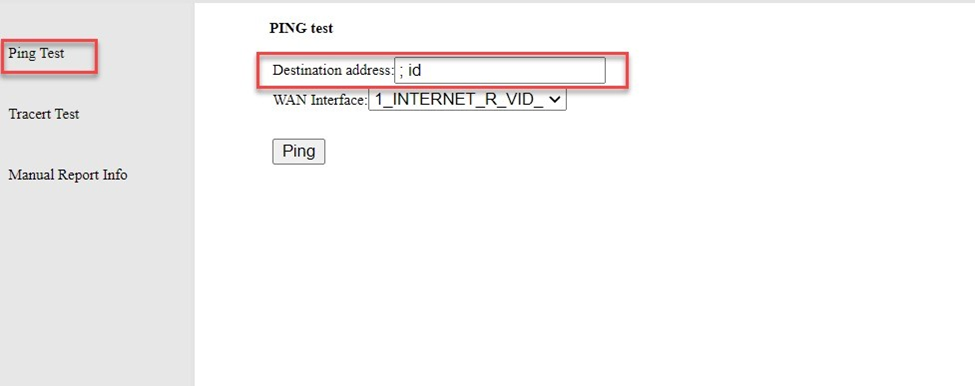 PING test
Ping Test
Destination address: ; id
WAN Interface: 1_INTERNET_R_VID_
Tracert Test
Ping
Manual Report Info